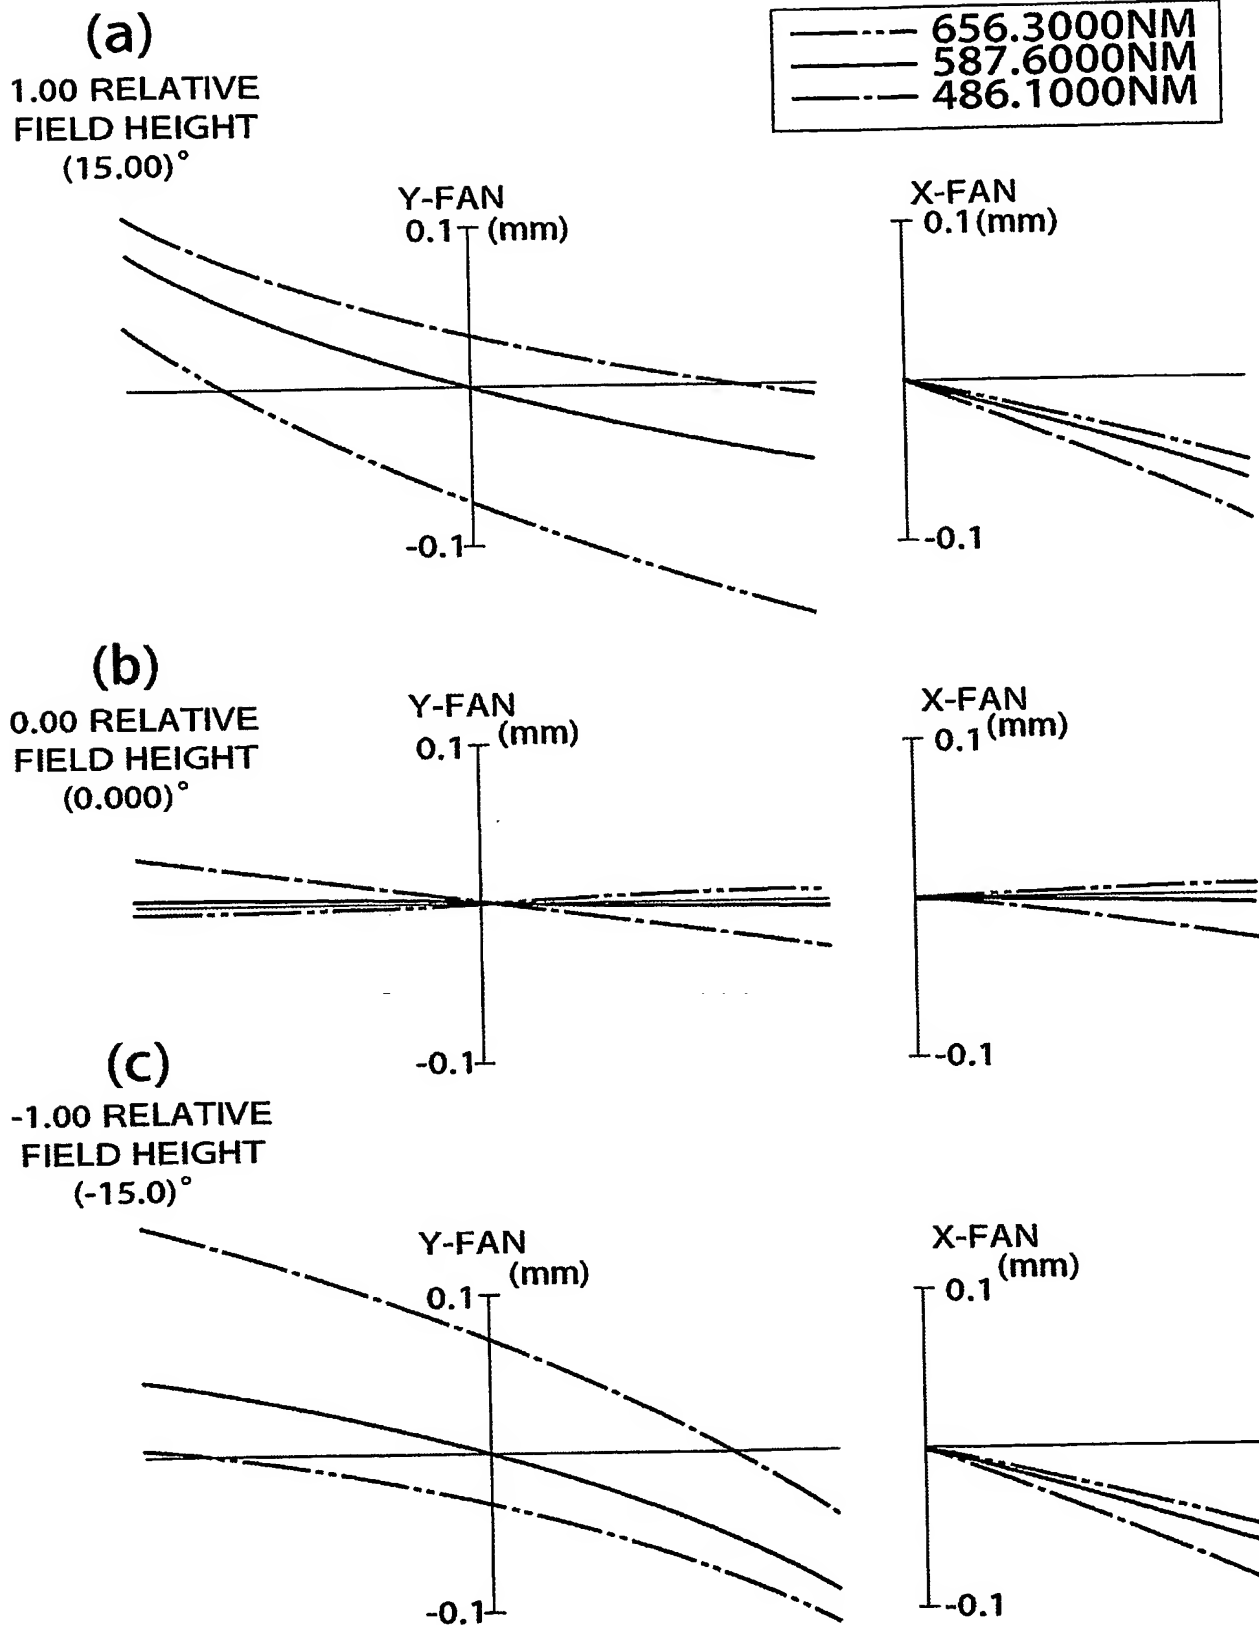 (a)
1.00 RELATIVE
FIELD HEIGHT
(15.00)°
656.3000NM
587.6000NM
486.1000NM
Y-FAN
0.1 (mm)
-0.1
X-FAN
0.1(mm)
-0.1
(b)
0.00 RELATIVE
FIELD HEIGHT
(0.000)°
Y-FAN
0.1 (mm)
-0.1
X-FAN
0.1 (mm)
-0.1
(c)
-1.00 RELATIVE
FIELD HEIGHT
(-15.0)°
Y-FAN
(mm)
0.1
-0.1
X-FAN
(mm)
0.1
-0.1